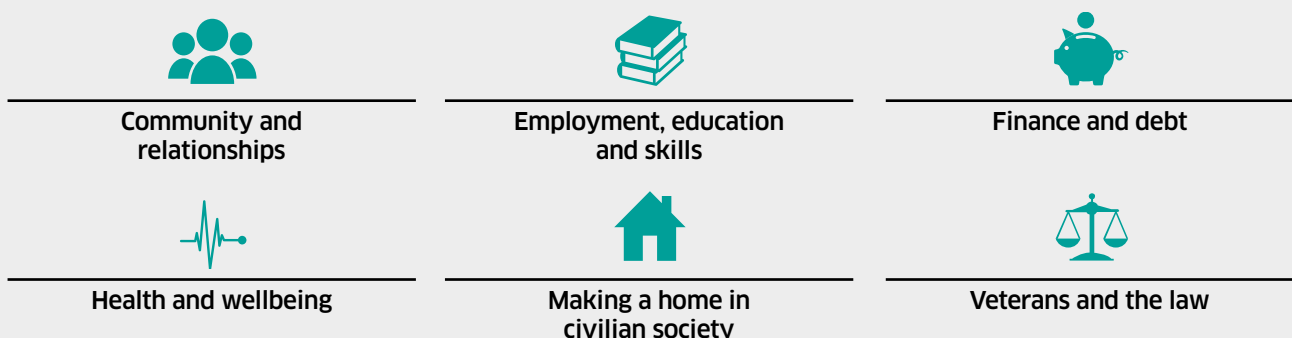 Community and
relationships
Employment, education
and skills
Finance and debt
Health and wellbeing
Making a home in
civilian society
Veterans and the law